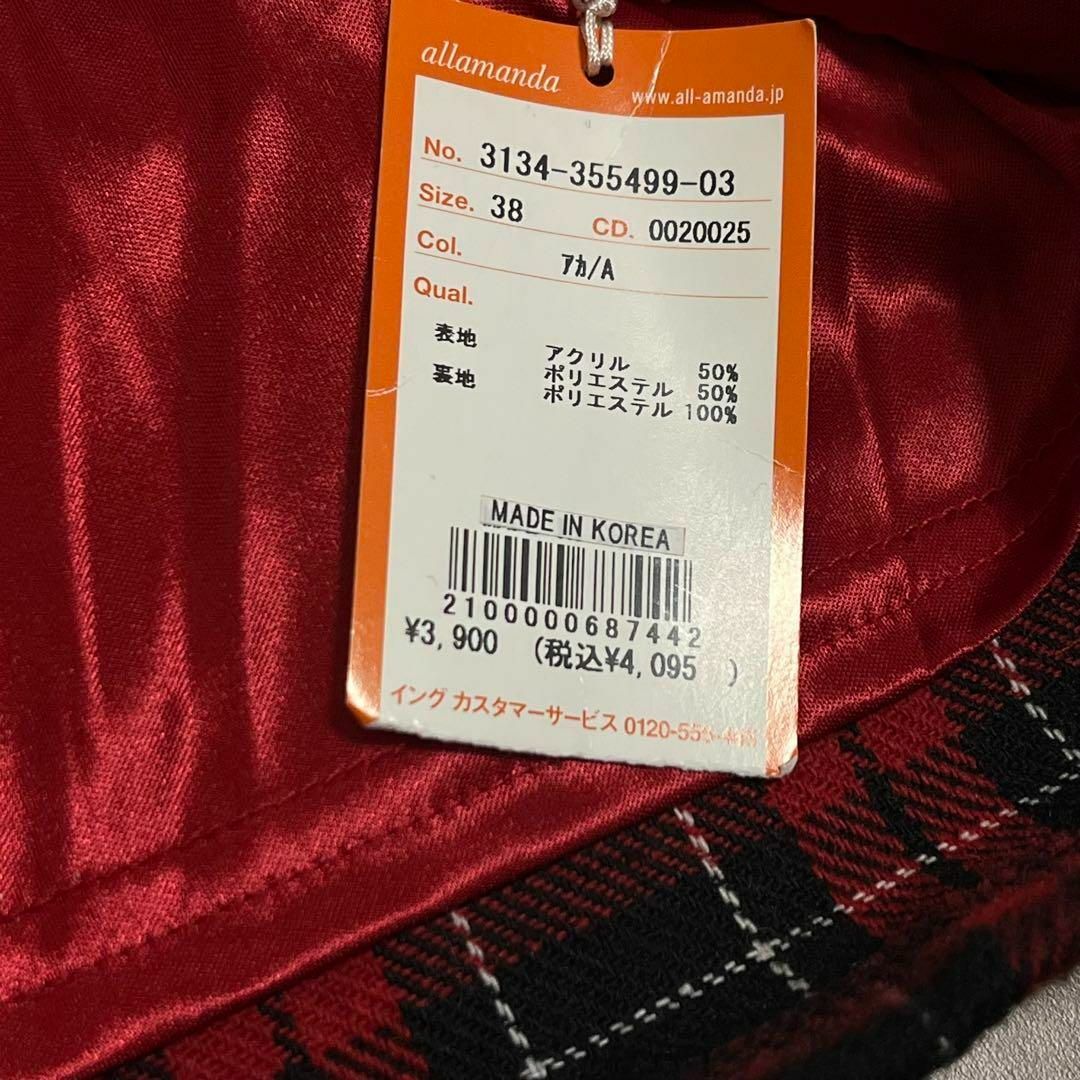 allamanda
www.all-amanda.jp
No. 3134-355499-03
Size. 38 CD. 0020025
Col. ｱｶ/A
Qual.
表地 アクリル 50%
ポリエステル 50%
裏地 ポリエステル 100%
MADE IN KOREA
2100000687442
¥3,900 (税込¥4,095 )
イング カスタマーサービス